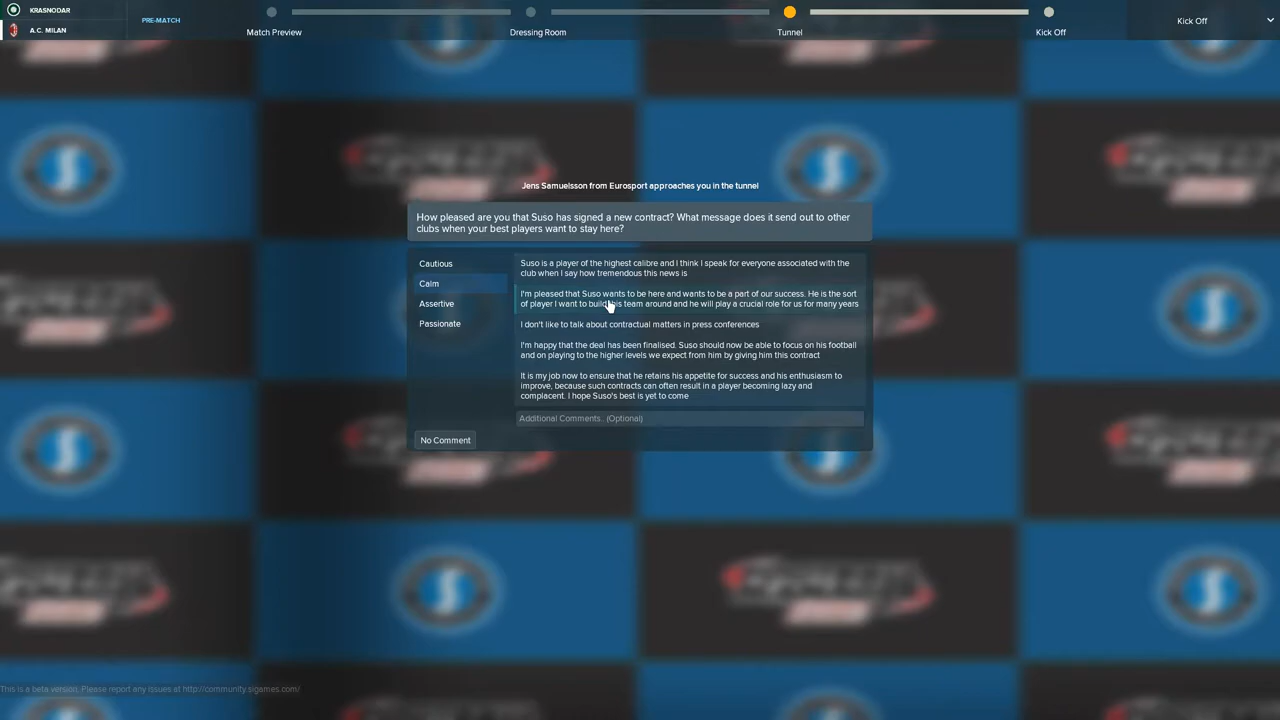 KRASNODAR
A.C. MILAN
PRE-MATCH
Match Preview
Dressing Room
Tunnel
Kick Off
Kick Off
Jens Samuelsson from Eurosport approaches you in the tunnel
How pleased are you that Suso has signed a new contract? What message does it send out to other
clubs when your best players want to stay here?
Cautious
Calm
Assertive
Passionate
Suso is a player of the highest calibre and I think I speak for everyone associated with the
club when I say how tremendous this news is
I'm pleased that Suso wants to be here and wants to be a part of our success. He is the sort
of player I want to build this team around and he will play a crucial role for us for many years
I don't like to talk about contractual matters in press conferences
I'm happy that the deal has been finalised. Suso should now be able to focus on his football
and on playing to the higher levels we expect from him by giving him this contract
It is my job now to ensure that he retains his appetite for success and his enthusiasm to
improve, because such contracts can often result in a player becoming lazy and
complacent. I hope Suso's best is yet to come
Additional Comments.. (Optional)
No Comment
This is a beta version. Please report any issues at http://community.sigames.com/